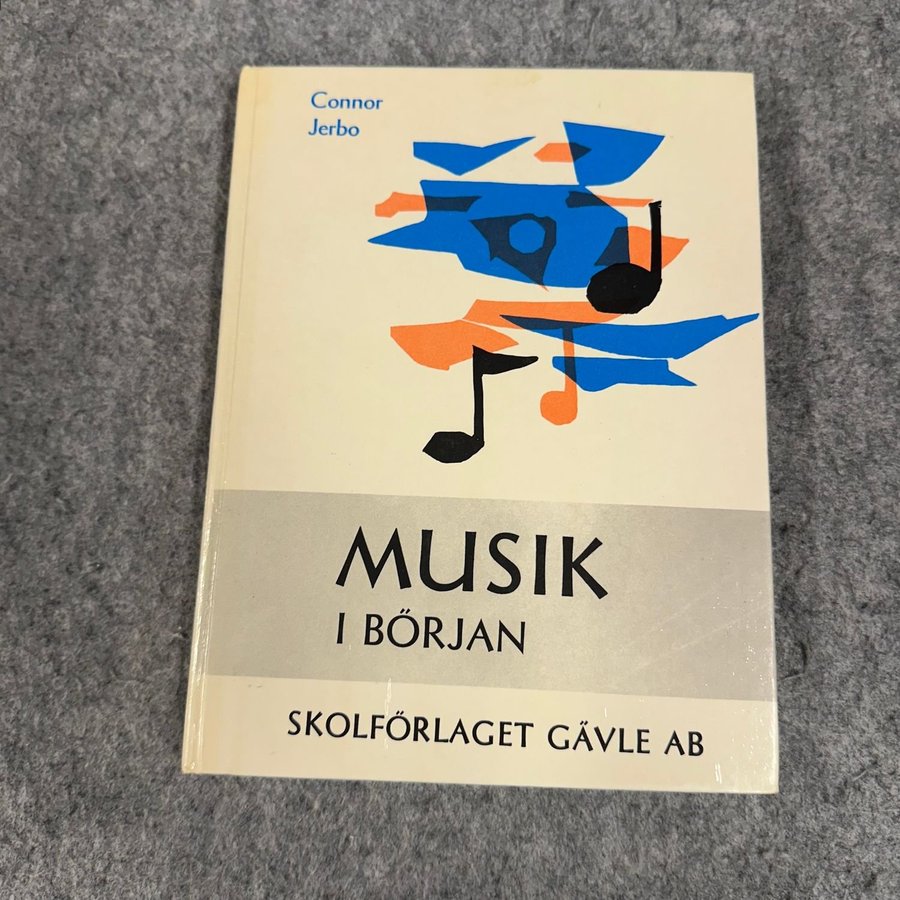 Connor
Jerbo
MUSIK
I BÖRJAN
SKOLFÖRLAGET GÄVLE AB